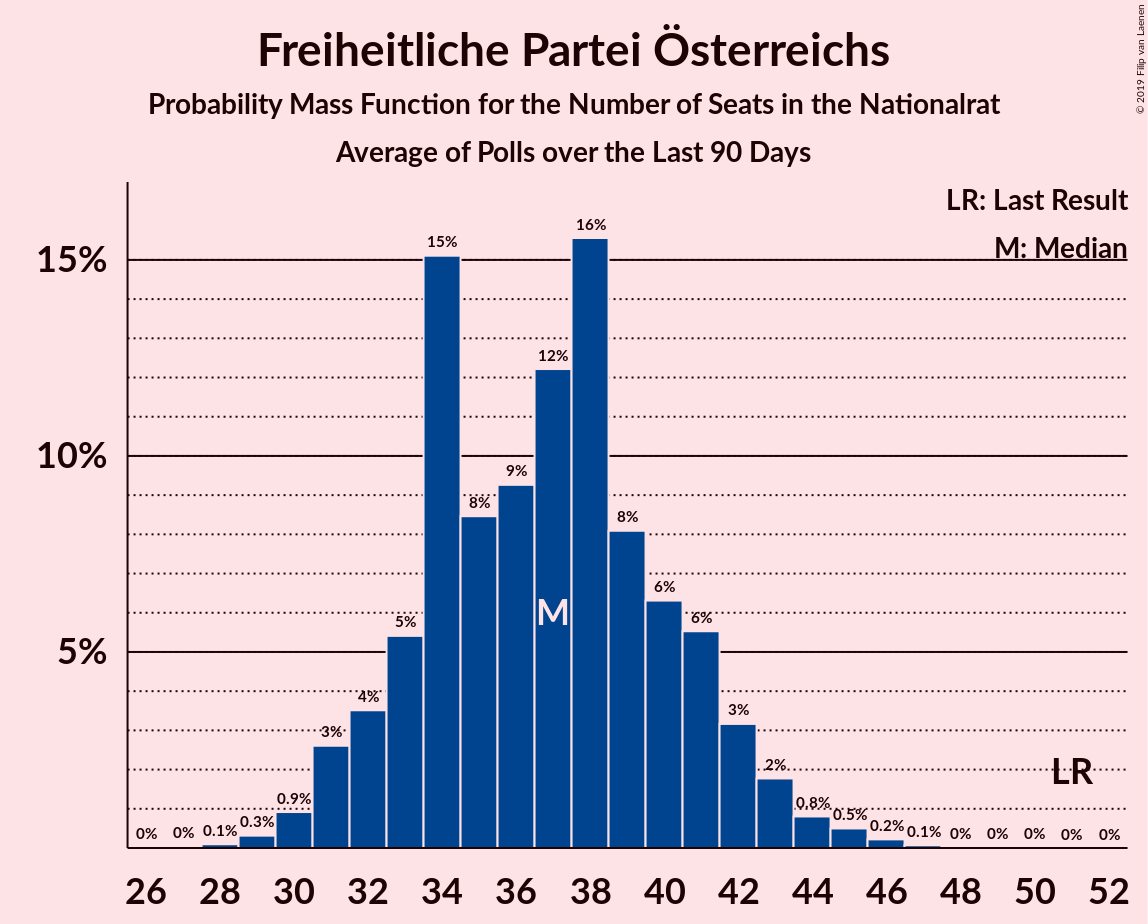 Freiheitliche Partei Österreichs
Probability Mass Function for the Number of Seats in the Nationalrat
Average of Polls over the Last 90 Days
© 2019 Filip van Laenen
LR: Last Result
M: Median
15%
10%
5%
0% 0% 0.1% 0.3% 0.9% 3% 4% 5% 15% 8% 9% 12% 16% 8% 6% 6% 3% 2% 0.8% 0.5% 0.2% 0.1% 0% 0% 0% 0% 0%
M
LR
26 28 30 32 34 36 38 40 42 44 46 48 50 52